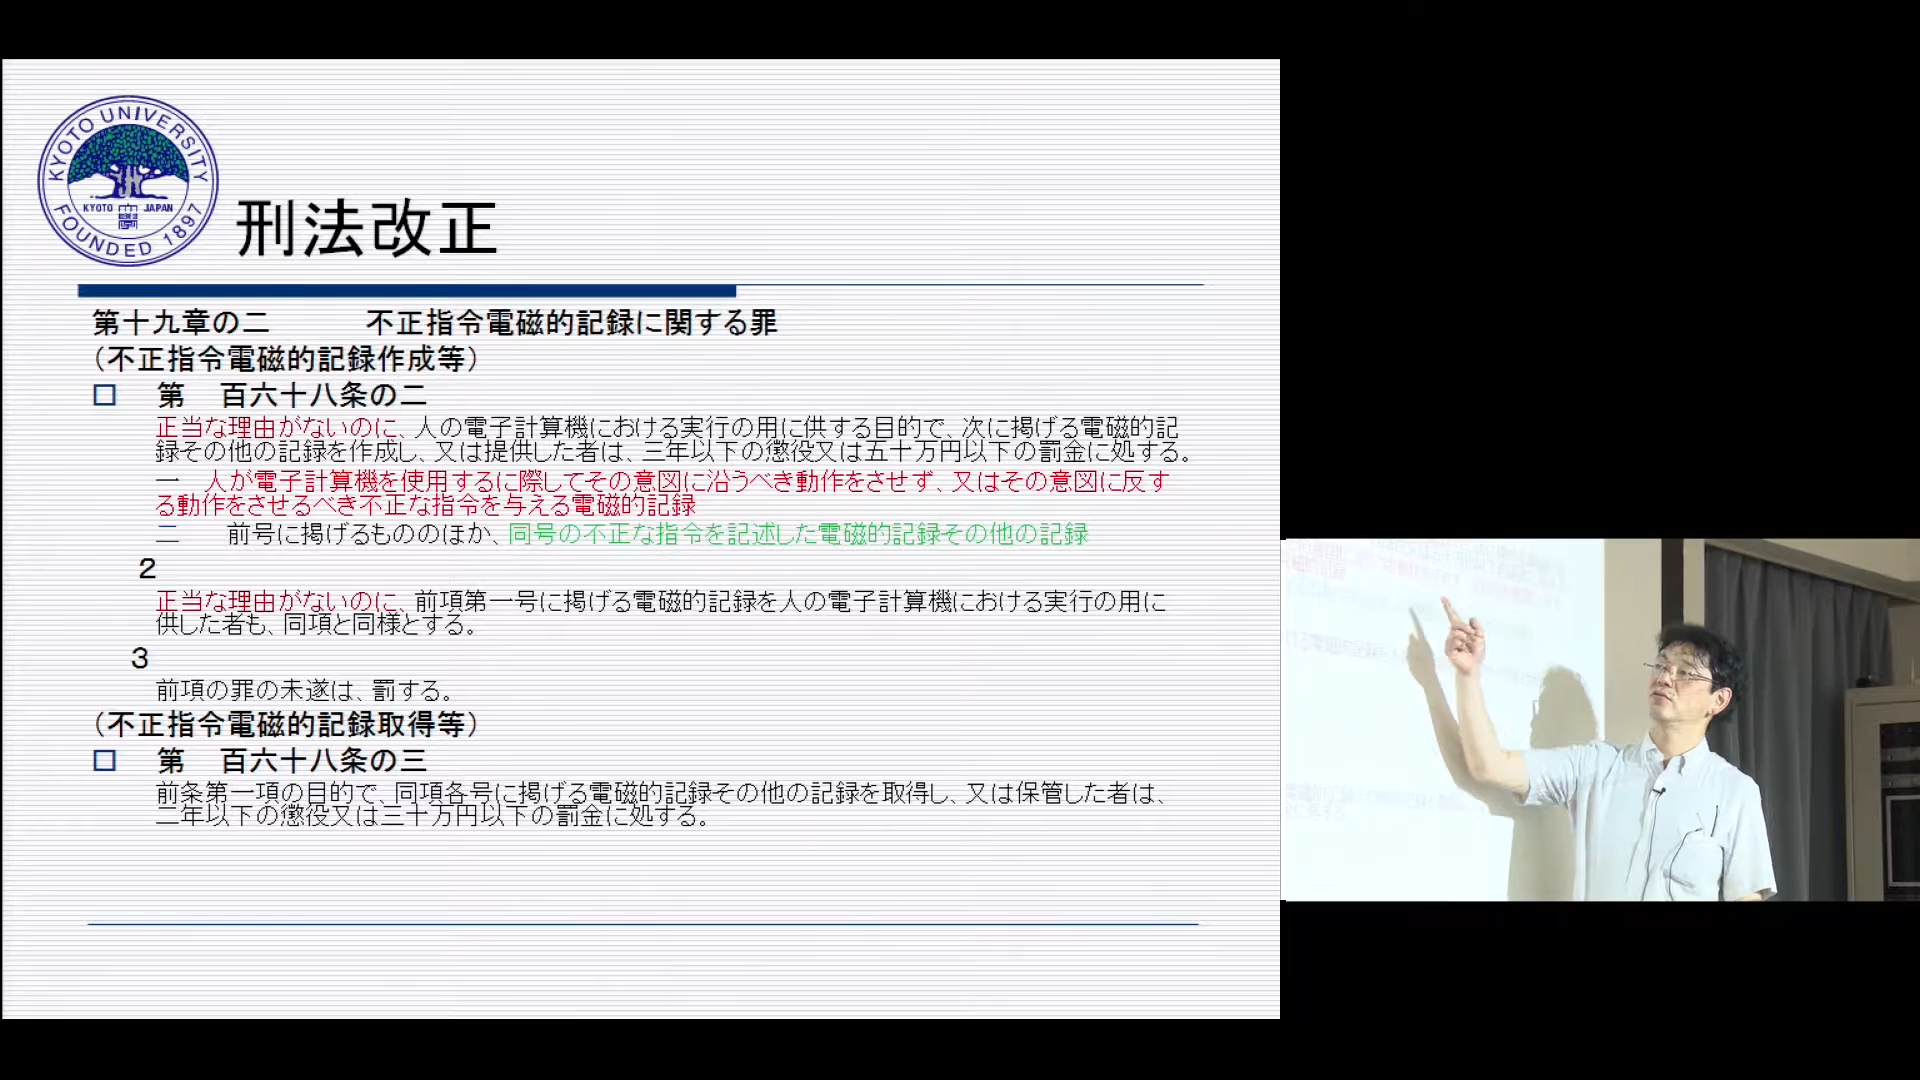 KYOTO UNIVERSITY
KYOTO JAPAN
FOUNDED 1897
刑法改正
第十九章の二　　　不正指令電磁的記録に関する罪
（不正指令電磁的記録作成等）
□　第　百六十八条の二
正当な理由がないのに、人の電子計算機における実行の用に供する目的で、次に掲げる電磁的記
録その他の記録を作成し、又は提供した者は、三年以下の懲役又は五十万円以下の罰金に処する。
一　人が電子計算機を使用するに際してその意図に沿うべき動作をさせず、又はその意図に反す
る動作をさせるべき不正な指令を与える電磁的記録
二　　前号に掲げるもののほか、同号の不正な指令を記述した電磁的記録その他の記録
2
正当な理由がないのに、前項第一号に掲げる電磁的記録を人の電子計算機における実行の用に
供した者も、同項と同様とする。
3
前項の罪の未遂は、罰する。
（不正指令電磁的記録取得等）
□　第　百六十八条の三
前条第一項の目的で、同項各号に掲げる電磁的記録その他の記録を取得し、又は保管した者は、
二年以下の懲役又は三十万円以下の罰金に処する。